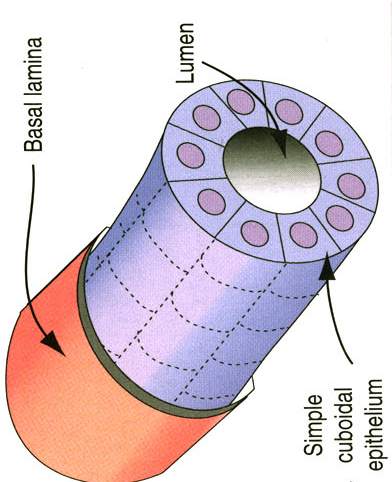 Basal lamina
Lumen
Simple
cuboidal
epithelium